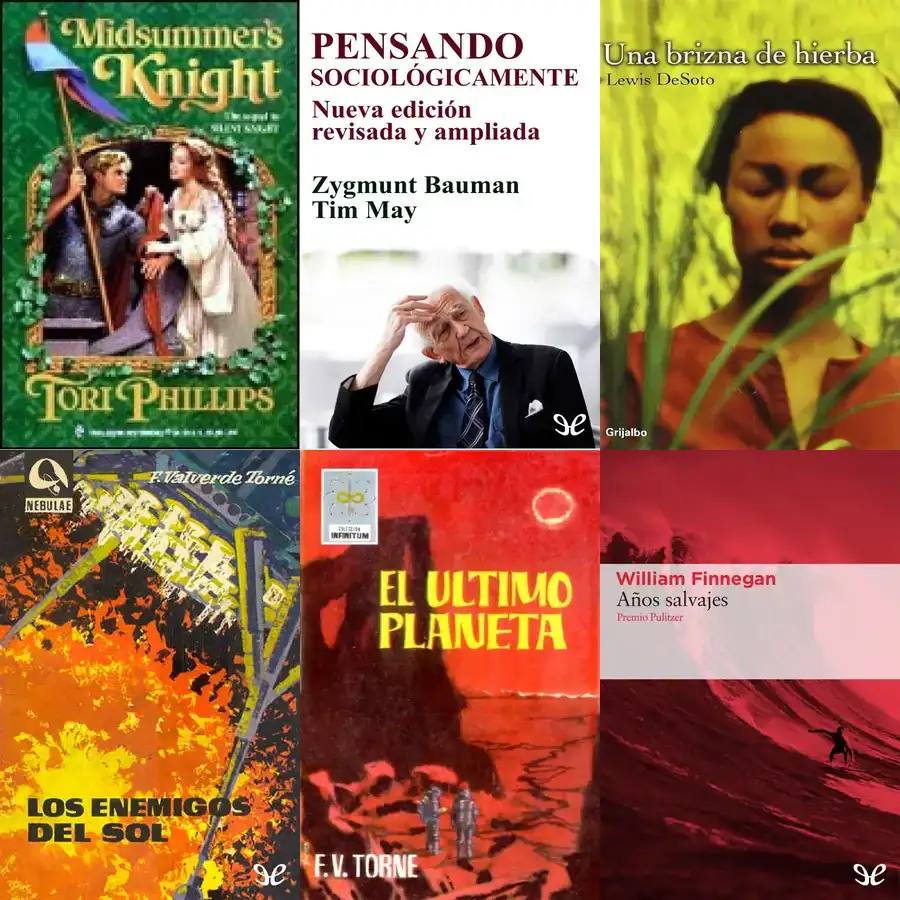 Midsummer's
Knight
The sequel to
SILENT KNIGHT
TORI PHILLIPS
PENSANDO
SOCIOLÓGICAMENTE
Nueva edición
revisada y ampliada
Zygmunt Bauman
Tim May
Una brizna de hierba
Lewis DeSoto
Grijalbo
NEBULAE
F. Valverde Torné
LOS ENEMIGOS
DEL SOL
COLECCION
INFINITUM
EL ULTIMO
PLANETA
F.V. TORNE
William Finnegan
Años salvajes
Premio Pulitzer